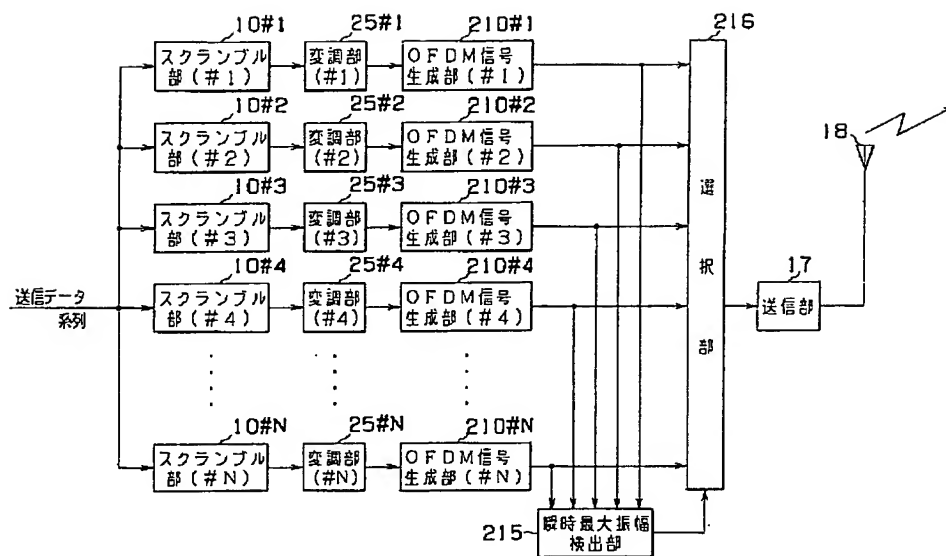 10#1
25#1
210#1
216
スクランブル
部(#1)
変調部
(#1)
OFDM信号
生成部(#1)
10#2
25#2
210#2
スクランブル
部(#2)
変調部
(#2)
OFDM信号
生成部(#2)
18
10#3
25#3
210#3
スクランブル
部(#3)
変調部
(#3)
OFDM信号
生成部(#3)
選択部
10#4
25#4
210#4
17
送信データ
系列
スクランブル
部(#4)
変調部
(#4)
OFDM信号
生成部(#4)
送信部
10#N
25#N
210#N
スクランブル
部(#N)
変調部
(#N)
OFDM信号
生成部(#N)
215
瞬時最大振幅
検出部